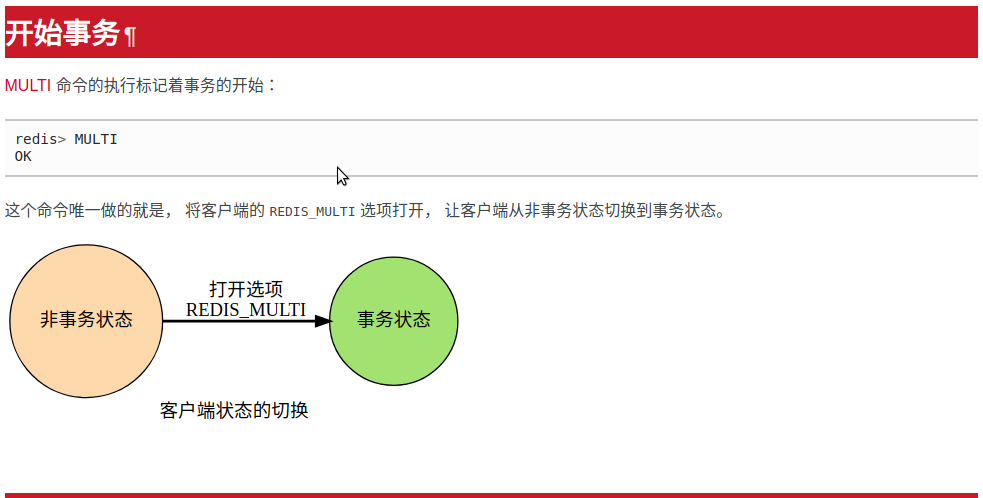 开始事务¶
MULTI 命令的执行标记着事务的开始：
redis> MULTI
OK
这个命令唯一做的就是， 将客户端的 REDIS_MULTI 选项打开， 让客户端从非事务状态切换到事务状态。
打开选项
REDIS_MULTI
非事务状态
事务状态
客户端状态的切换